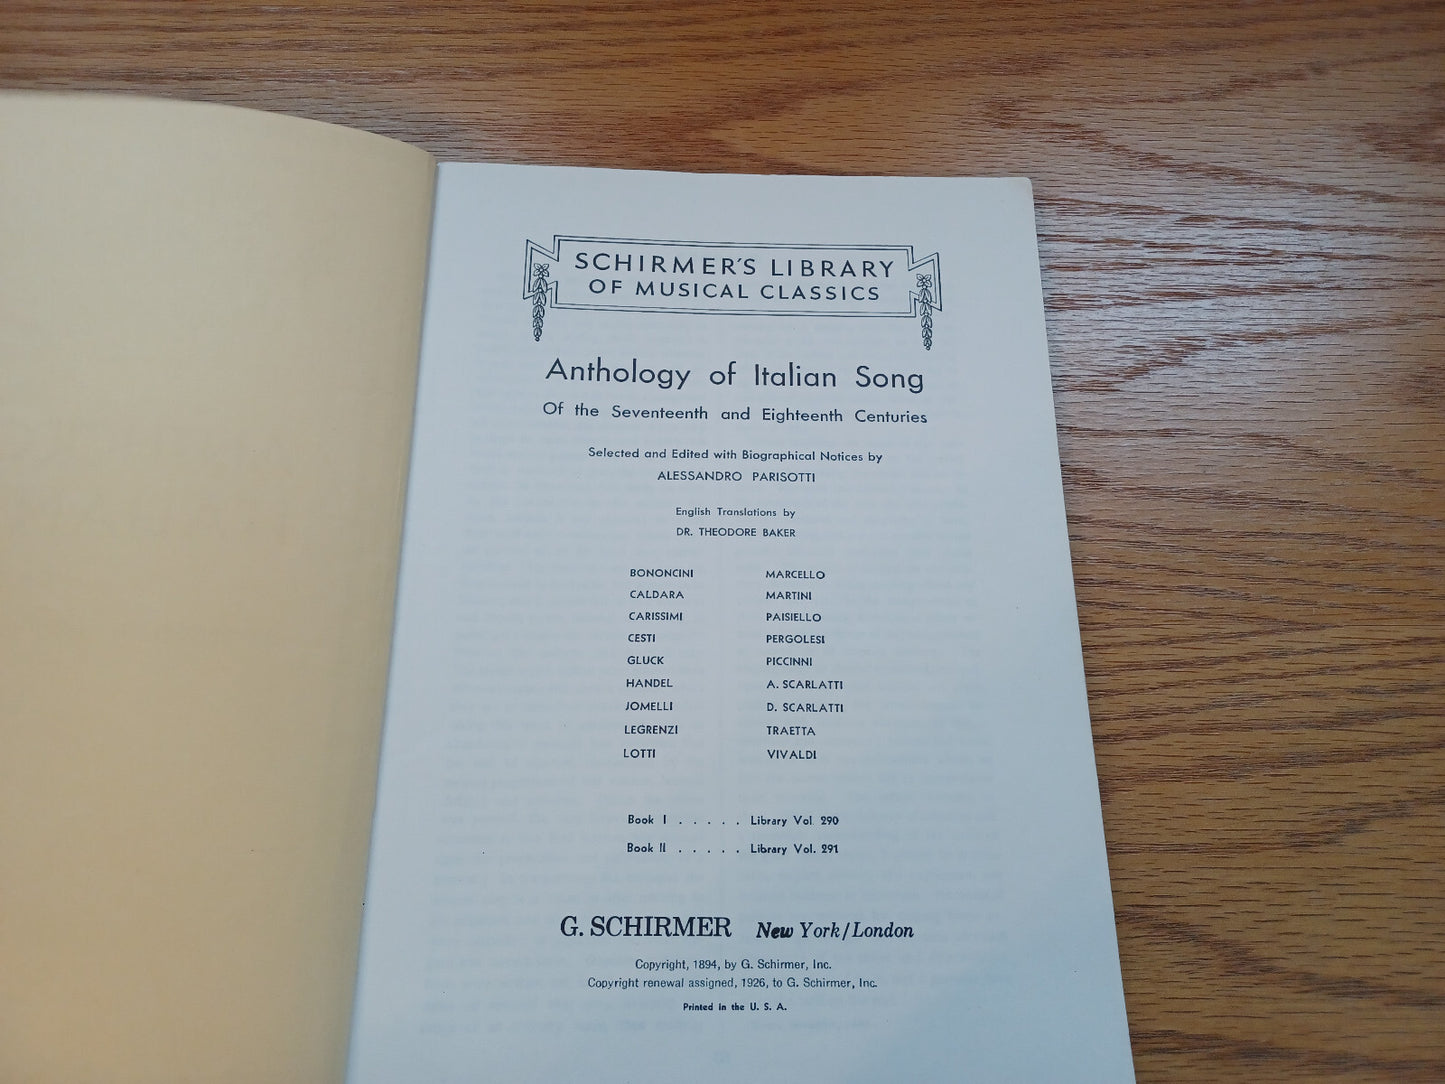 SCHIRMER'S LIBRARY
OF MUSICAL CLASSICS
Anthology of Italian Song
Of the Seventeenth and Eighteenth Centuries
Selected and Edited with Biographical Notices by
ALESSANDRO PARISOTTI
English Translations by
DR. THEODORE BAKER
BONONCINI MARCELLO
CALDARA MARTINI
CARISSIMI PAISIELLO
CESTI PERGOLESI
GLUCK PICCINNI
HANDEL A. SCARLATTI
JOMELLI D. SCARLATTI
LEGRENZI TRAETTA
LOTTI VIVALDI
Book I . . . . . Library Vol 290
Book II . . . . . Library Vol. 291
G. SCHIRMER New York/London
Copyright, 1894, by G. Schirmer, Inc.
Copyright renewal assigned, 1926, to G. Schirmer, Inc.
Printed in the U. S. A.